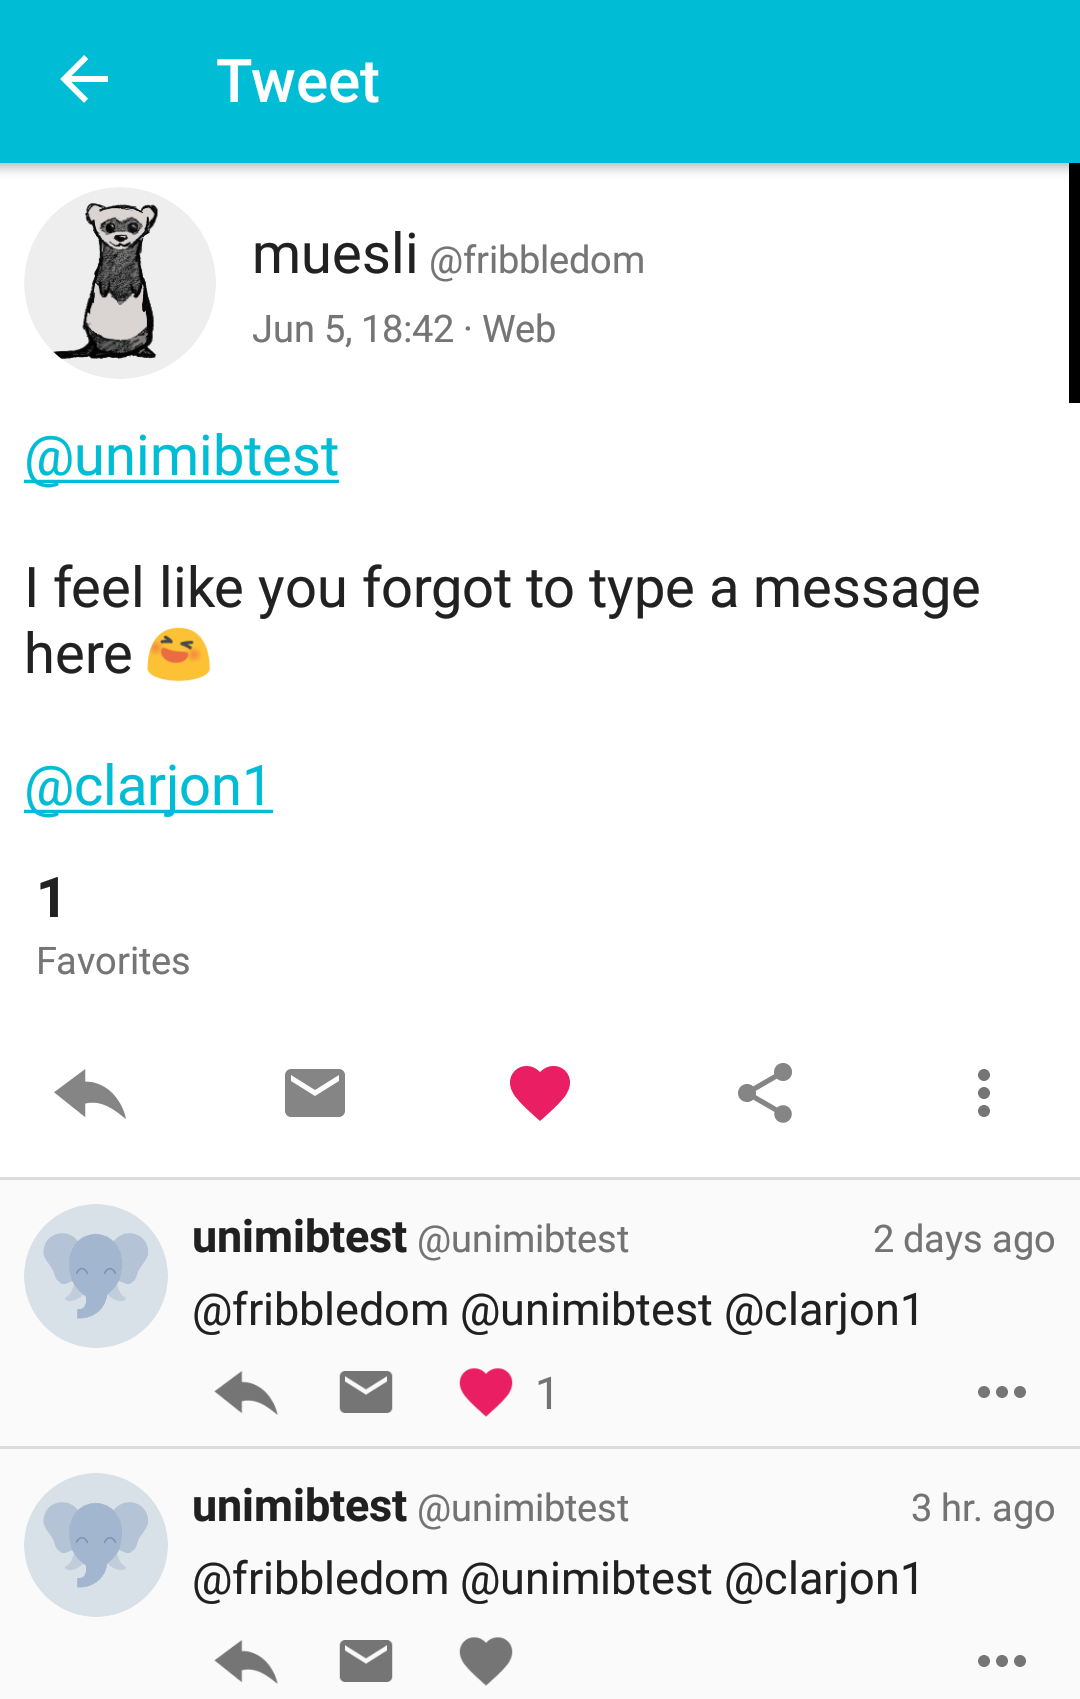 Tweet
muesli @fribbledom
Jun 5, 18:42 · Web
@unimibtest
I feel like you forgot to type a message
here 😆
@clarjon1
1
Favorites
unimibtest @unimibtest 2 days ago
@fribbledom @unimibtest @clarjon1
1
unimibtest @unimibtest 3 hr. ago
@fribbledom @unimibtest @clarjon1